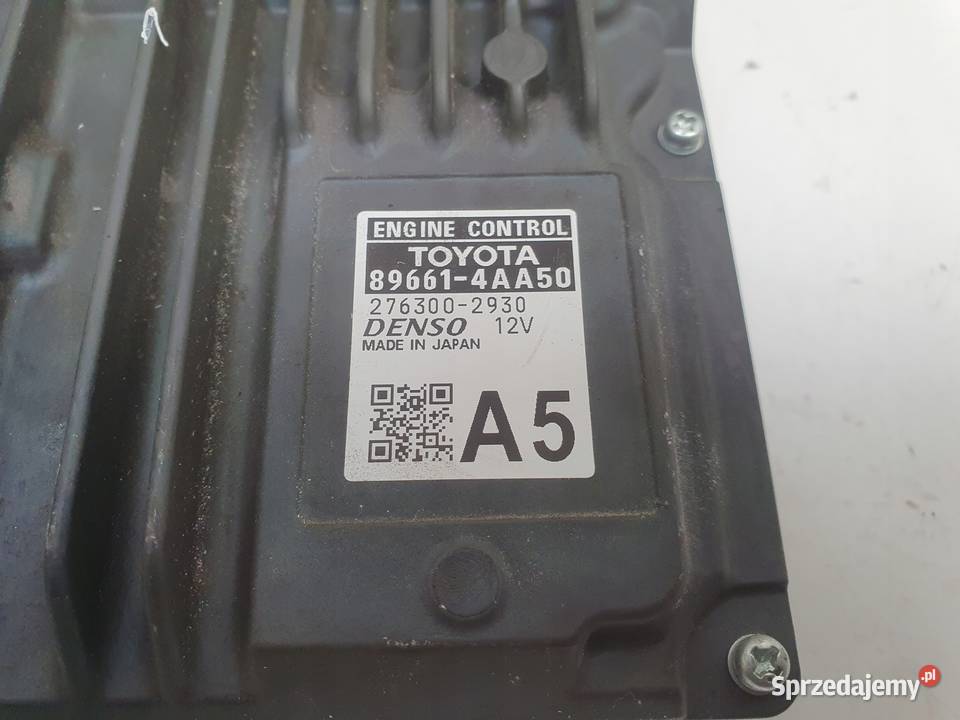 ENGINE CONTROL
TOYOTA
89661-4AA50
276300-2930
DENSO 12V
MADE IN JAPAN
A5
Sprzedajemy.pl